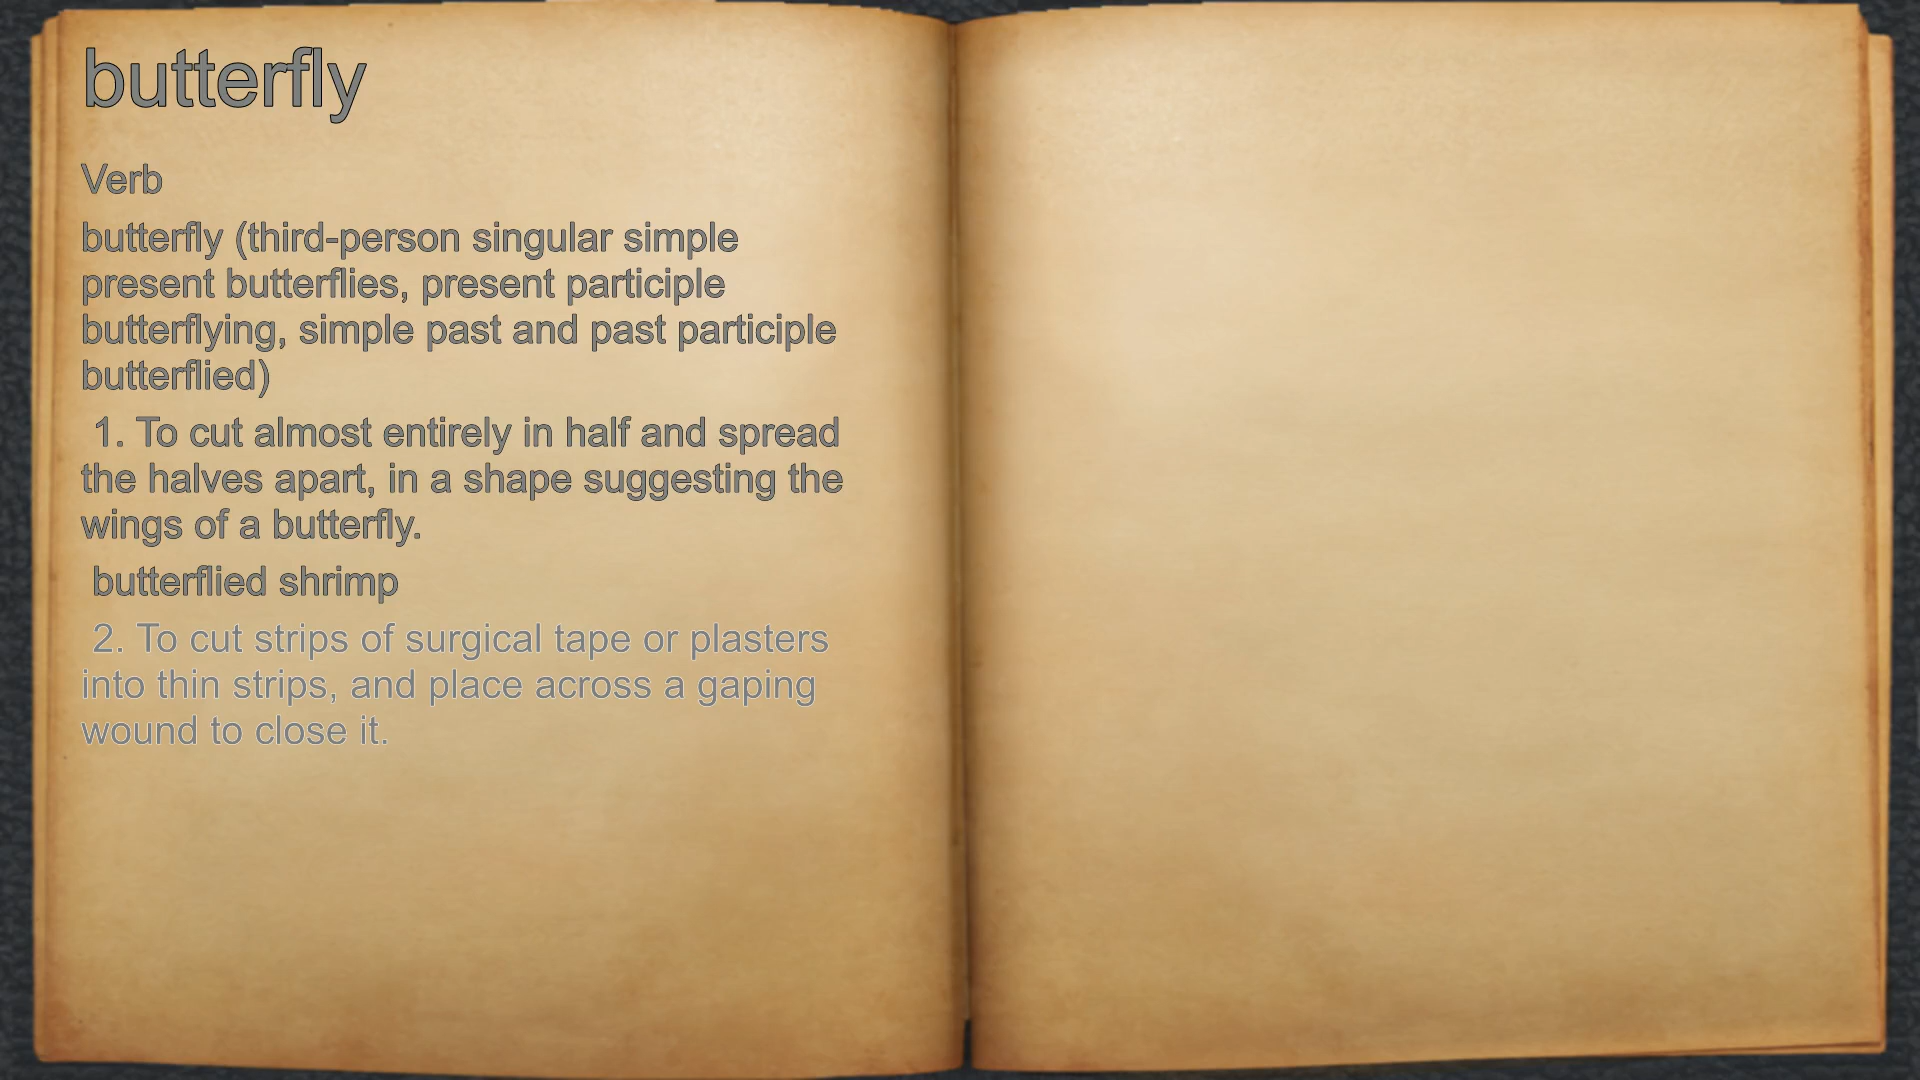 butterfly
Verb
butterfly (third-person singular simple
present butterflies, present participle
butterflying, simple past and past participle
butterflied)
1. To cut almost entirely in half and spread
the halves apart, in a shape suggesting the
wings of a butterfly.
butterflied shrimp
2. To cut strips of surgical tape or plasters
into thin strips, and place across a gaping
wound to close it.